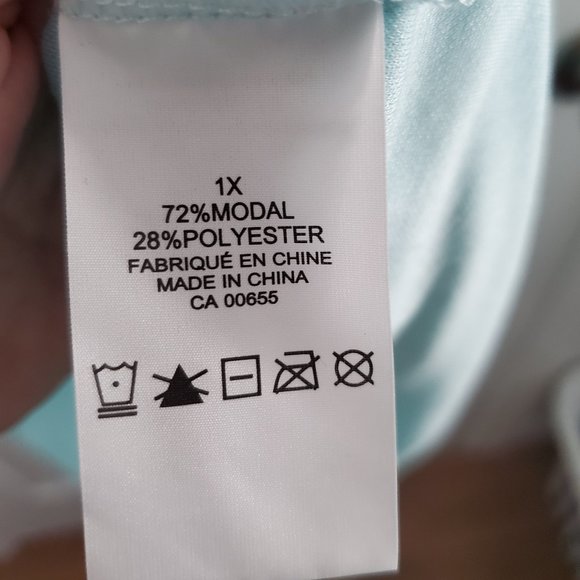 1X
72%MODAL
28%POLYESTER
FABRIQUÉ EN CHINE
MADE IN CHINA
CA 00655